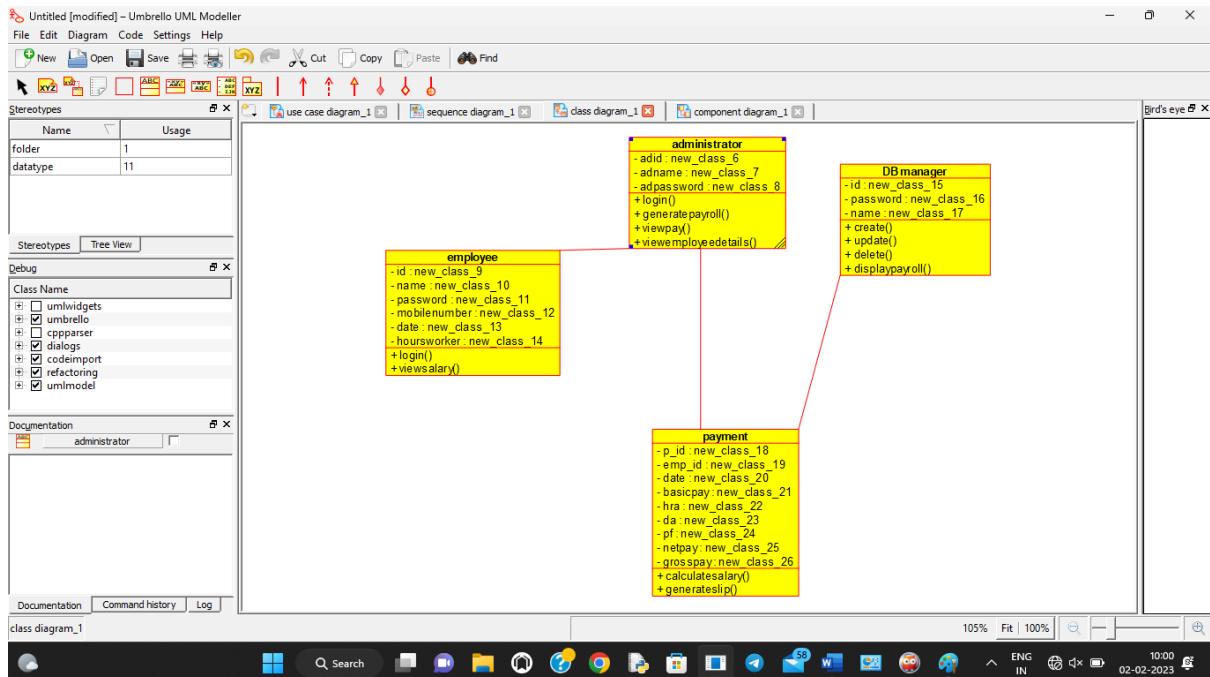 Untitled [modified] – Umbrello UML Modeller
File Edit Diagram Code Settings Help
New Open Save Cut Copy Paste Find
Stereotypes
Name Usage
folder 1
datatype 11
Stereotypes Tree View
Debug
Class Name
umlwidgets
umbrello
cppparser
dialogs
codeimport
refactoring
umlmodel
Documentation
administrator
Documentation Command history Log
use case diagram_1 sequence diagram_1 class diagram_1 component diagram_1
Bird's eye
administrator
- adid : new_class_6
- adname : new_class_7
- adpassword : new_class_8
+ login()
+ generatepayroll()
+ viewpay()
+ viewemployeedetails()
DB manager
- id : new_class_15
- password : new_class_16
- name : new_class_17
+ create()
+ update()
+ delete()
+ displaypayroll()
employee
- id : new_class_9
- name : new_class_10
- password : new_class_11
- mobilenumber : new_class_12
- date : new_class_13
- hoursworker : new_class_14
+ login()
+ viewsalary()
payment
- p_id : new_class_18
- emp_id : new_class_19
- date : new_class_20
- basicpay : new_class_21
- hra : new_class_22
- da : new_class_23
- pf : new_class_24
- netpay : new_class_25
- grosspay : new_class_26
+ calculatesalary()
+ generateslip()
class diagram_1
105% Fit 100%
Search
58
ENG
IN
10:00
02-02-2023